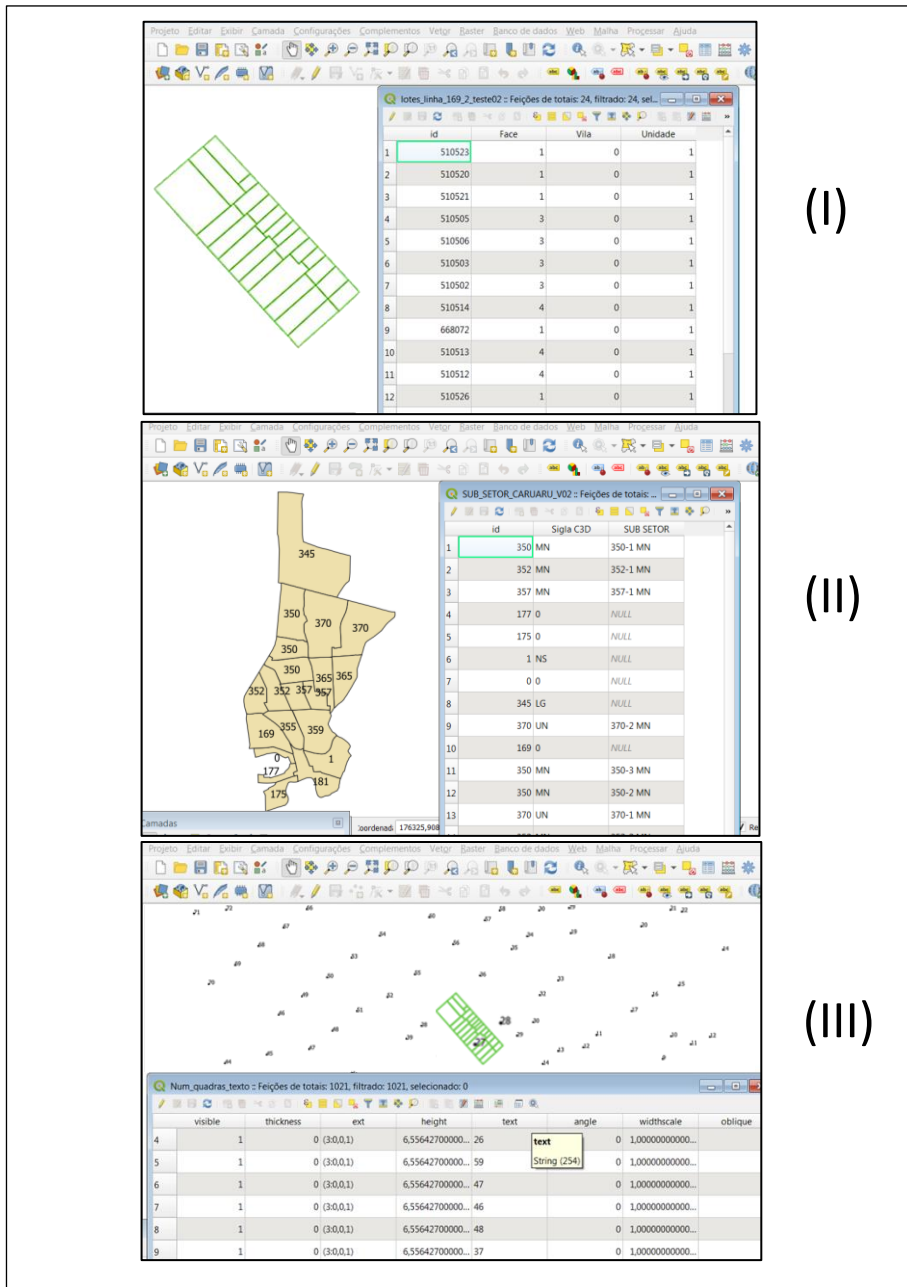 Projeto Editar Exibir Camada Configurações Complementos Vetor Raster Banco de dados Web Malha Processar Ajuda
lotes_linha_169_2_teste02 :: Feições de totais: 24, filtrado: 24, sel...
id Face Vila Unidade
1 510523 1 0 1
2 510520 1 0 1
3 510521 1 0 1
4 510505 3 0 1
5 510506 3 0 1
6 510503 3 0 1
7 510502 3 0 1
8 510514 4 0 1
9 668072 1 0 1
10 510513 4 0 1
11 510512 4 0 1
12 510526 1 0 1
(I)
Projeto Editar Exibir Camada Configurações Complementos Vetor Raster Banco de dados Web Malha Processar Ajuda
SUB_SETOR_CARUARU_V02 :: Feições de totais: ...
id Sigla C3D SUB SETOR
1 350 MN 350-1 MN
2 352 MN 352-1 MN
3 357 MN 357-1 MN
4 177 0 NULL
5 175 0 NULL
6 1 NS NULL
7 0 0 NULL
8 345 LG NULL
9 370 UN 370-2 MN
10 169 0 NULL
11 350 MN 350-3 MN
12 350 MN 350-2 MN
13 370 UN 370-1 MN
345
350 370 370
350
350 365 365
352 352 357 357
169 355 359
0 1
177
175 181
Camadas
:oordenad: 176325,908
Re
(II)
Projeto Editar Exibir Camada Configurações Complementos Vetor Raster Banco de dados Web Malha Processar Ajuda
28
27
Num_quadras_texto :: Feições de totais: 1021, filtrado: 1021, selecionado: 0
visible thickness ext height text angle widthscale oblique
4 1 0 (3:0,0,1) 6,55642700000... 26 0 1,00000000000...
5 1 0 (3:0,0,1) 6,55642700000... 59 0 1,00000000000...
6 1 0 (3:0,0,1) 6,55642700000... 47 0 1,00000000000...
7 1 0 (3:0,0,1) 6,55642700000... 46 0 1,00000000000...
8 1 0 (3:0,0,1) 6,55642700000... 48 0 1,00000000000...
9 1 0 (3:0,0,1) 6,55642700000... 37 0 1,00000000000...
text
String (254)
(III)